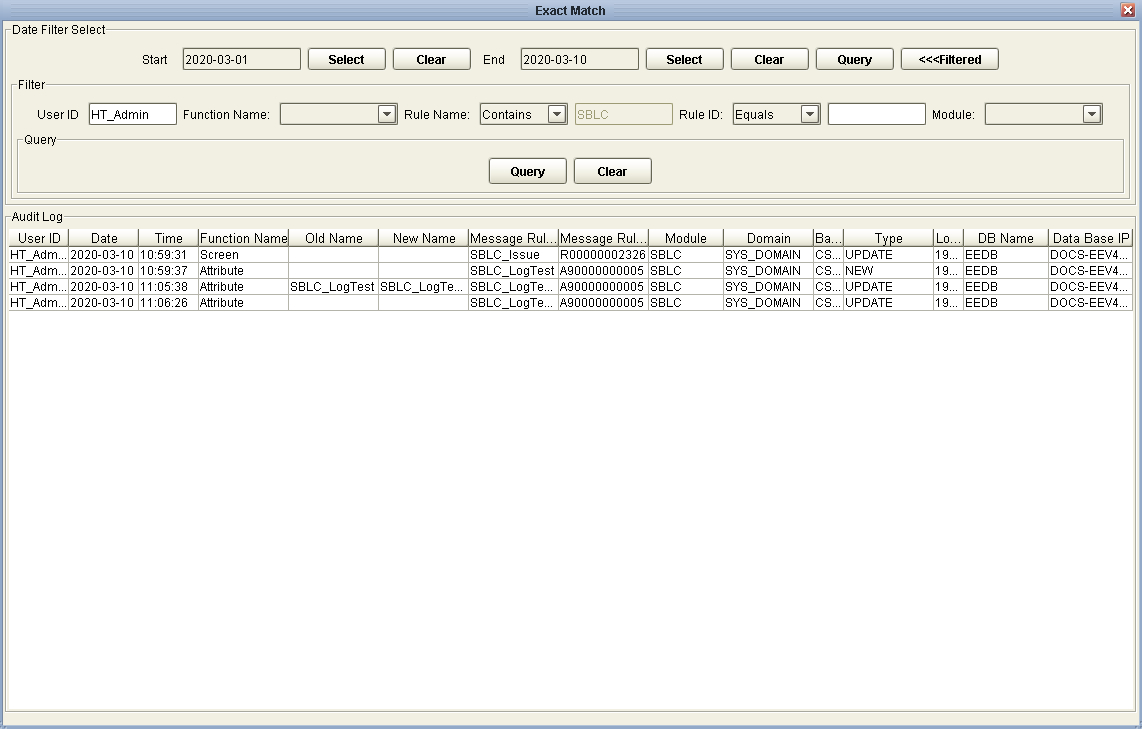 Exact Match
Date Filter Select
Start 2020-03-01 Select Clear End 2020-03-10 Select Clear Query <<<Filtered
Filter
User ID HT_Admin Function Name: Rule Name: Contains SBLC Rule ID: Equals Module:
Query
Query Clear
Audit Log
User ID Date Time Function Name Old Name New Name Message Rul... Message Rul... Module Domain Ba... Type Lo... DB Name Data Base IP
HT_Adm... 2020-03-10 10:59:31 Screen SBLC_Issue R00000002326 SBLC SYS_DOMAIN CS... UPDATE 19... EEDB DOCS-EEV4...
HT_Adm... 2020-03-10 10:59:37 Attribute SBLC_LogTest A90000000005 SBLC SYS_DOMAIN CS... NEW 19... EEDB DOCS-EEV4...
HT_Adm... 2020-03-10 11:05:38 Attribute SBLC_LogTest SBLC_LogTe... SBLC_LogTe... A90000000005 SBLC SYS_DOMAIN CS... UPDATE 19... EEDB DOCS-EEV4...
HT_Adm... 2020-03-10 11:06:26 Attribute SBLC_LogTe... A90000000005 SBLC SYS_DOMAIN CS... UPDATE 19... EEDB DOCS-EEV4...